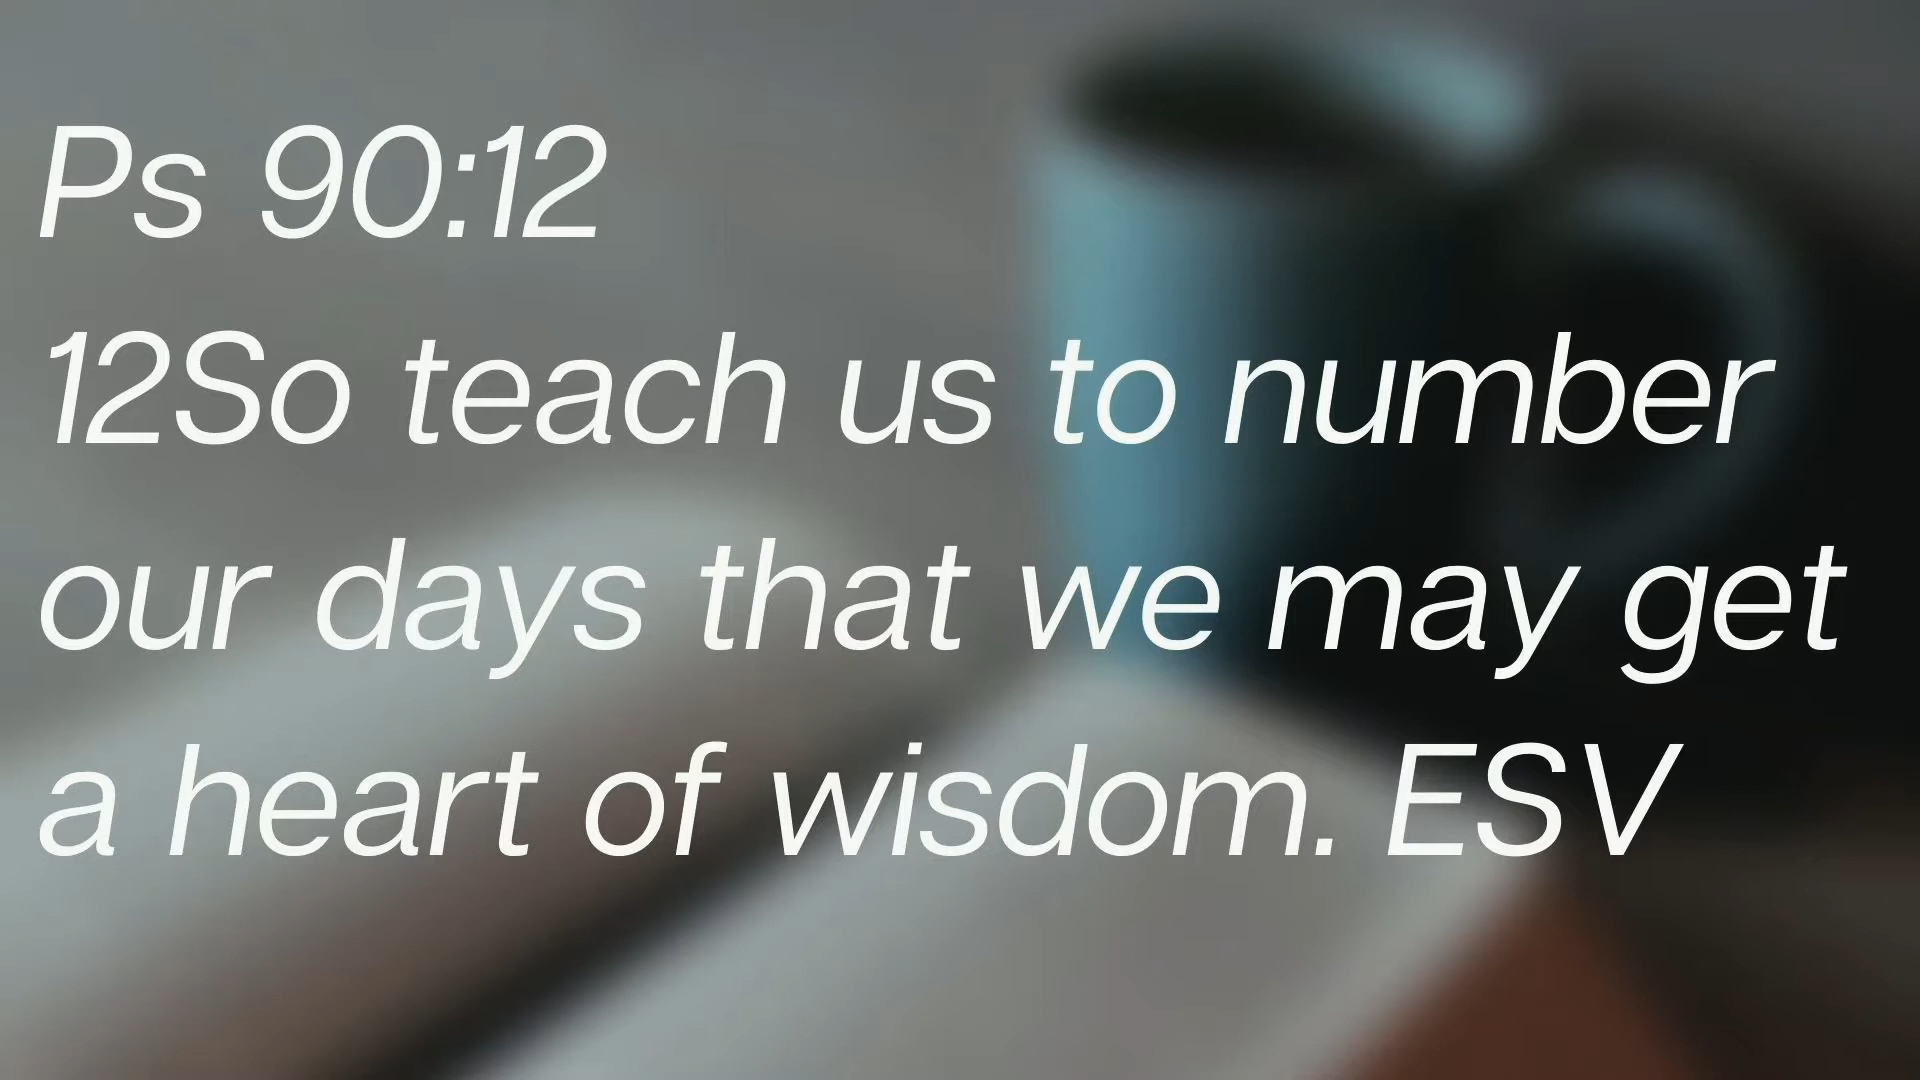 Ps 90:12
12So teach us to number
our days that we may get
a heart of wisdom. ESV